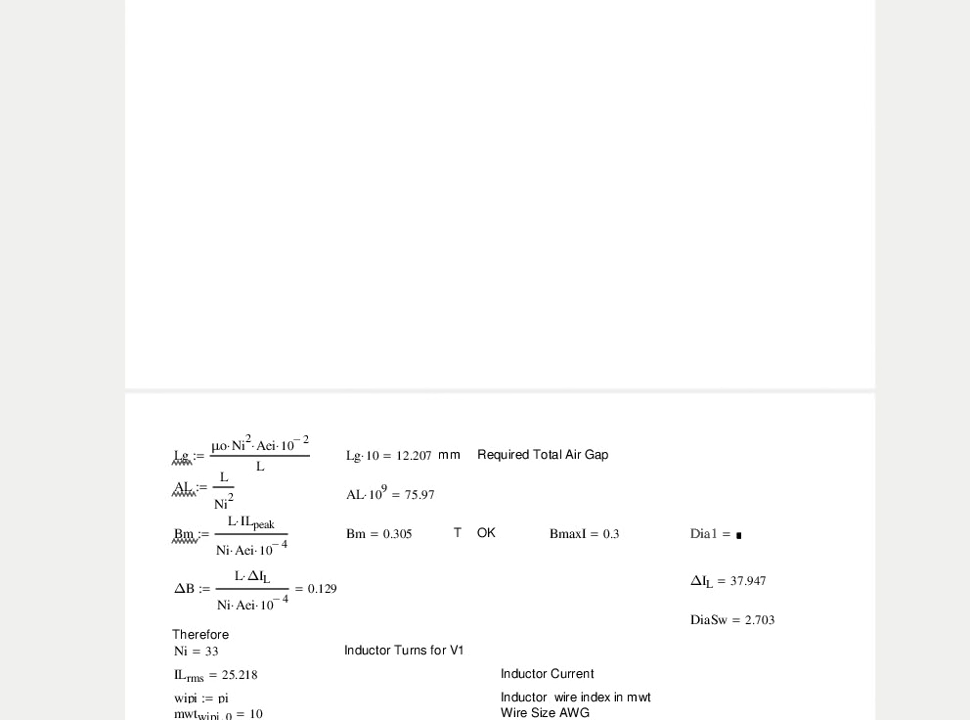 Lg := μo·Ni²·Aei·10⁻² / L    Lg·10 = 12.207 mm    Required Total Air Gap
AL := L / Ni²    AL·10⁹ = 75.97
Bm := L·ILpeak / Ni·Aei·10⁻⁴    Bm = 0.305    T    OK    BmaxI = 0.3    Dia1 = ▪
ΔB := L·ΔIL / Ni·Aei·10⁻⁴ = 0.129    ΔIL = 37.947
DiaSw = 2.703
Therefore
Ni = 33    Inductor Turns for V1
ILrms = 25.218    Inductor Current
wipi := pi    Inductor wire index in mwt
mwtwipi, 0 = 10    Wire Size AWG